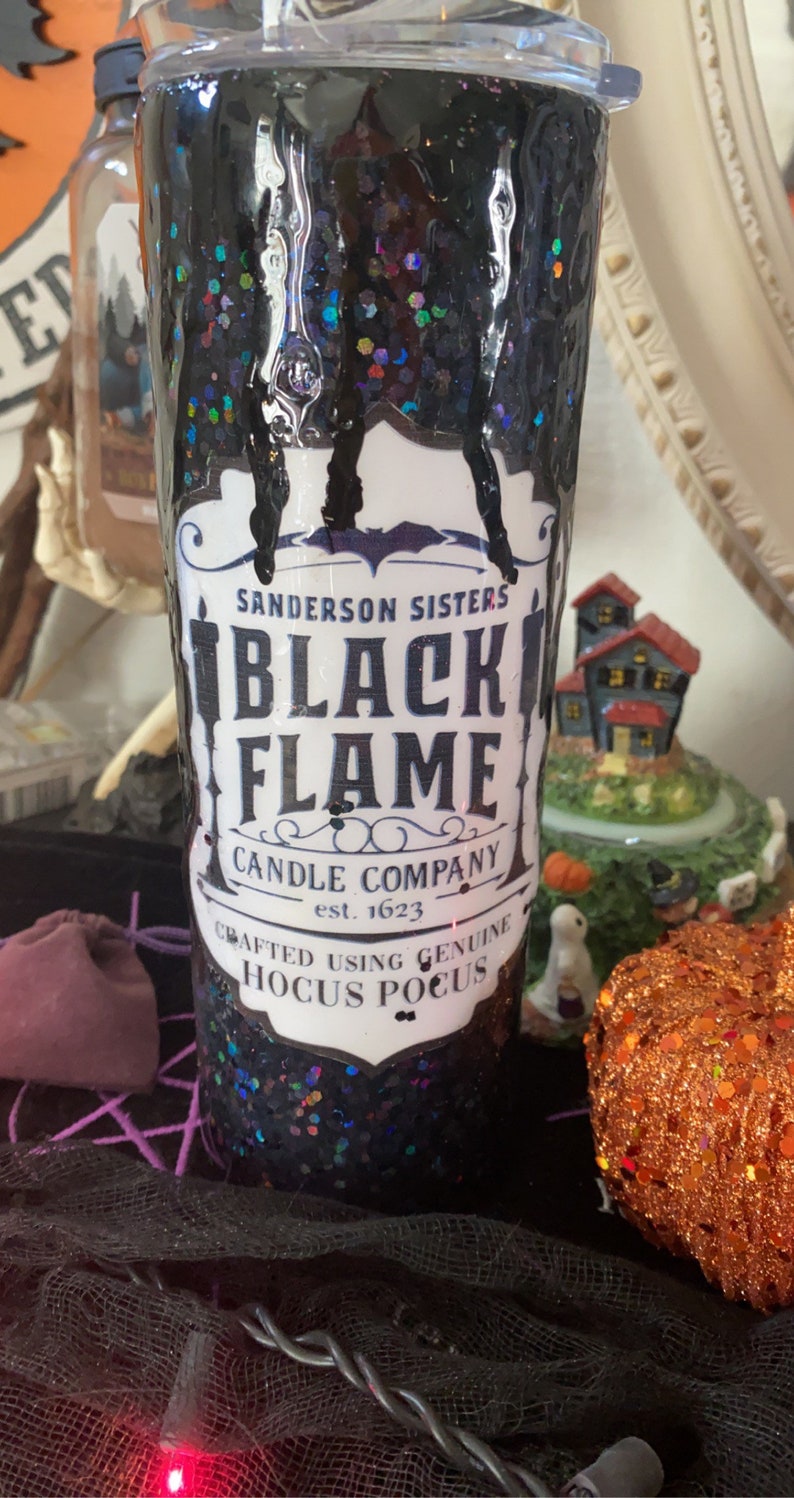 SANDERSON SISTERS
BLACK
FLAME
CANDLE COMPANY
est. 1623
CRAFTED USING GENUINE
HOCUS POCUS